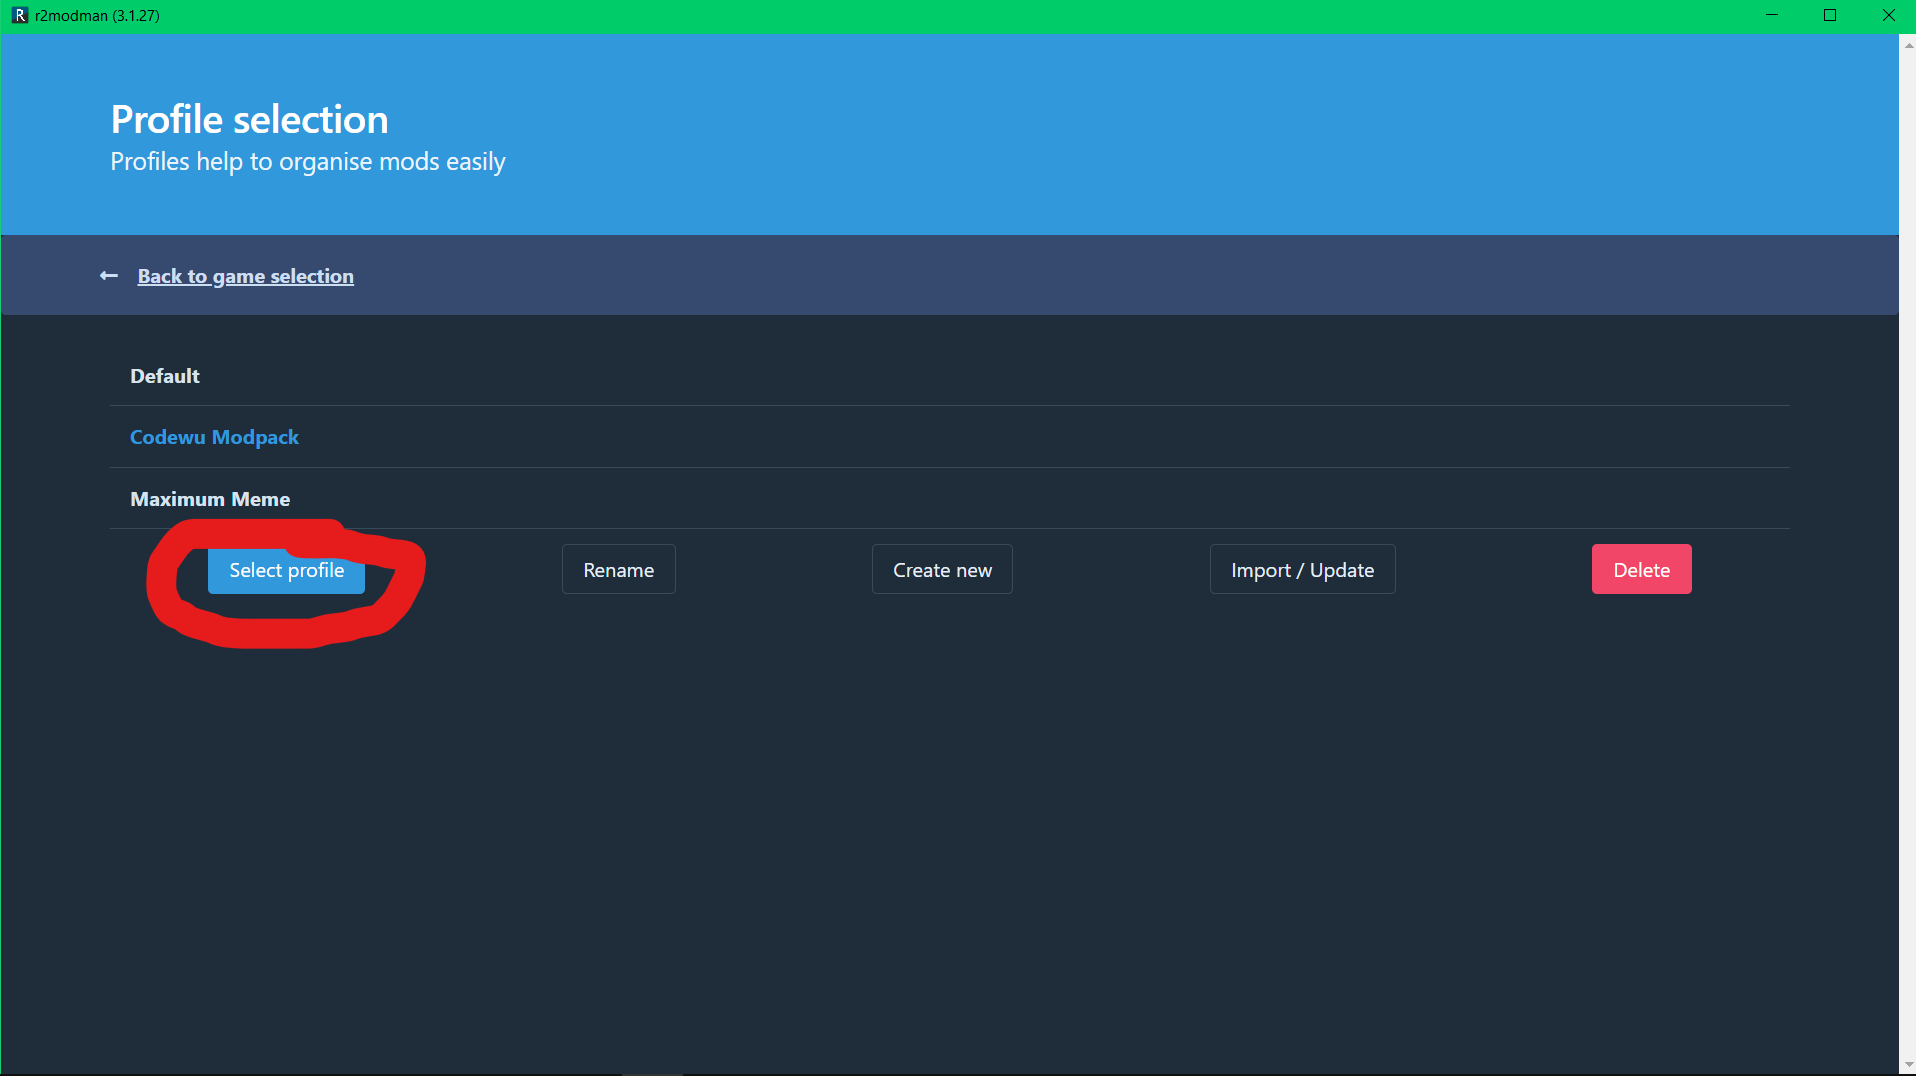 r2modman (3.1.27)
Profile selection
Profiles help to organise mods easily
Back to game selection
Default
Codewu Modpack
Maximum Meme
Select profile
Rename
Create new
Import / Update
Delete